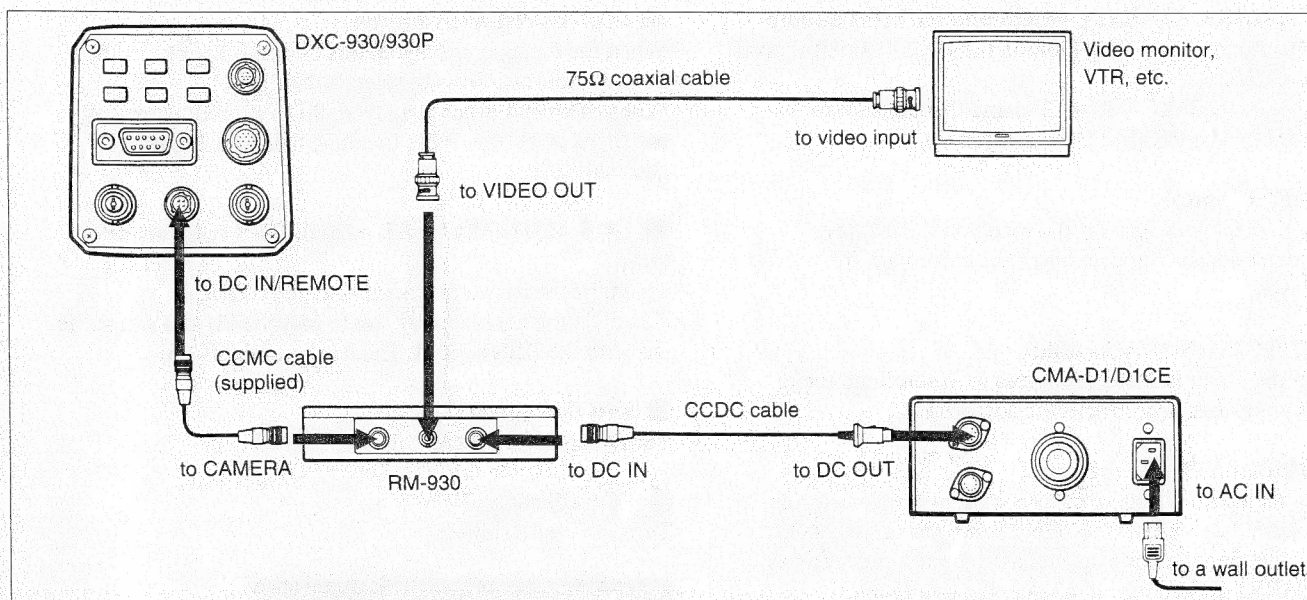 DXC-930/930P
75Ω coaxial cable
Video monitor,
VTR, etc.
to video input
to VIDEO OUT
to DC IN/REMOTE
CCMC cable
(supplied)
CMA-D1/D1CE
CCDC cable
to CAMERA
RM-930
to DC IN
to DC OUT
to AC IN
to a wall outlet